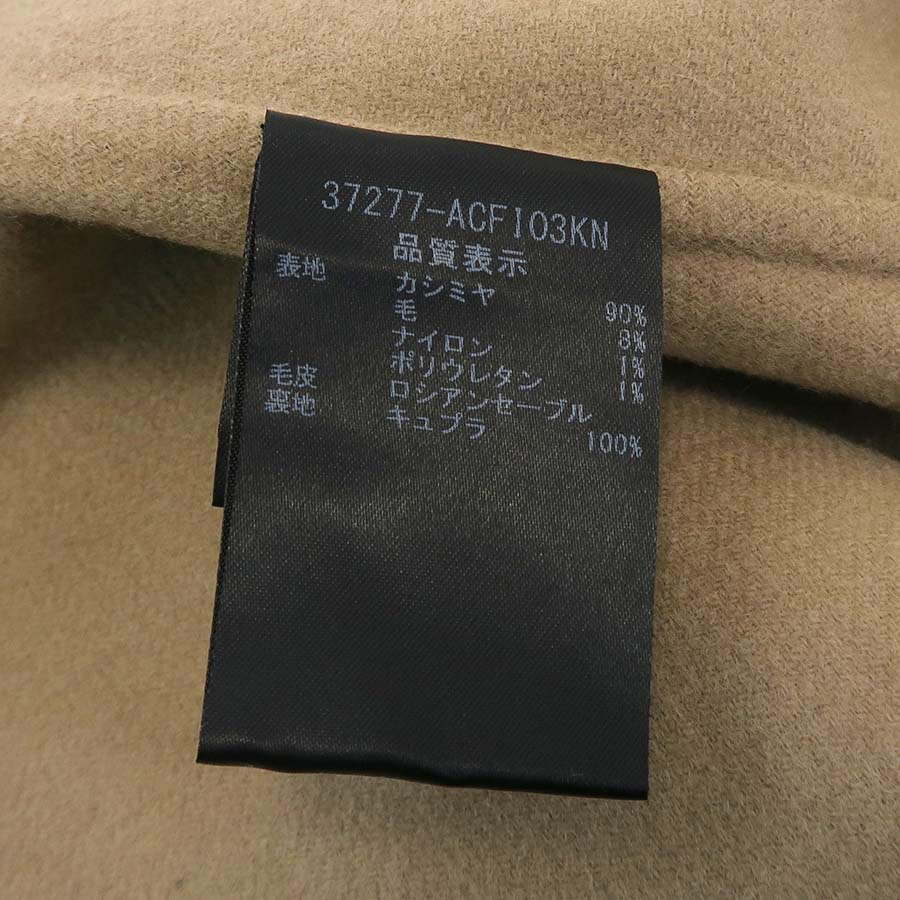 37277-ACFI03KN
品質表示
表地 カシミヤ 90%
毛 8%
ナイロン 1%
ポリウレタン 1%
毛皮 ロシアンセーブル
裏地 キュプラ 100%